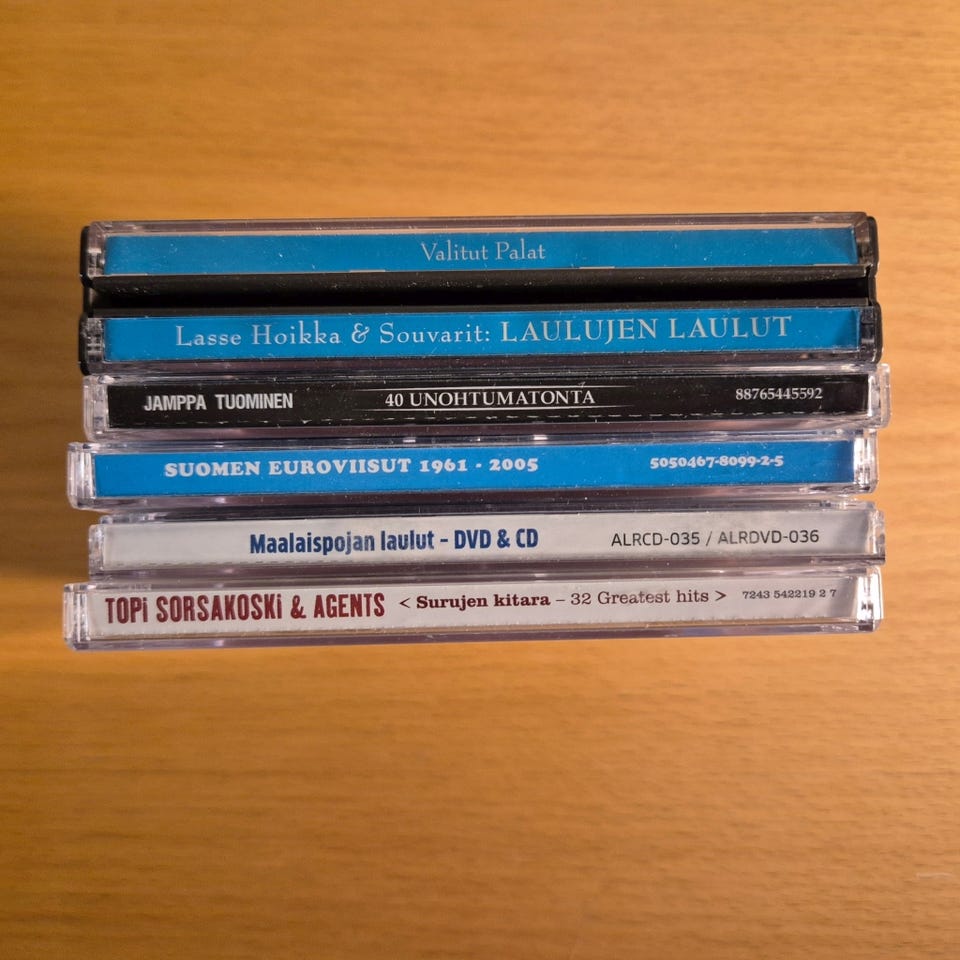 Valitut Palat
Lasse Hoikka & Souvarit: LAULUJEN LAULUT
JAMPPA TUOMINEN 40 UNOHTUMATONTA 88765445592
SUOMEN EUROVIISUT 1961 - 2005 5050467-8099-2-5
Maalaispojan laulut - DVD & CD ALRCD-035 / ALRDVD-036
TOPi SORSAKOSKi & AGENTS < Surujen kitara – 32 Greatest hits > 7243 542219 2 7